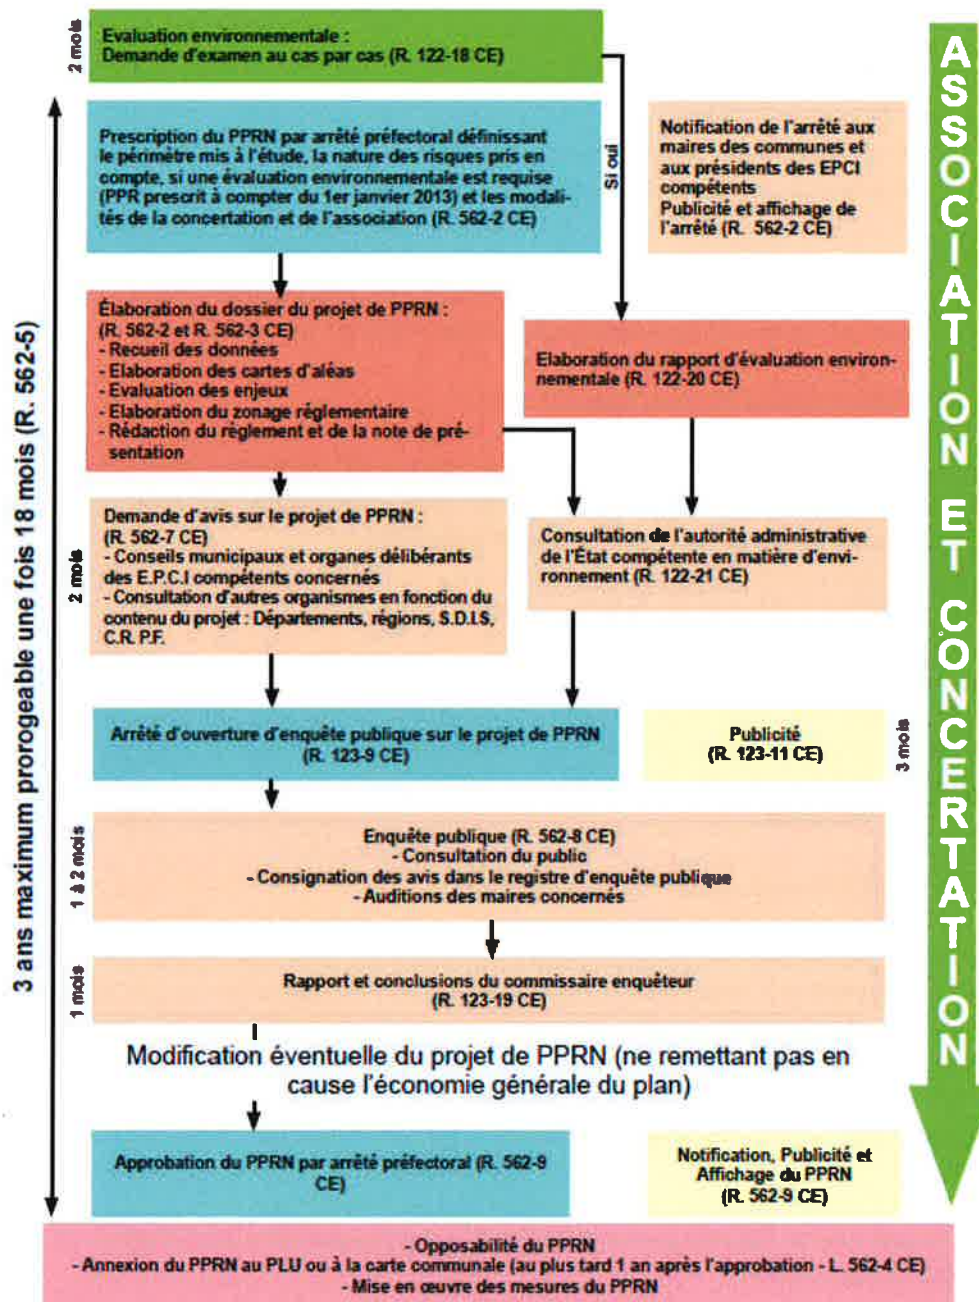 2 mois
Evaluation environnementale :
Demande d'examen au cas par cas (R. 122-18 CE)
3 ans maximum prorogeable une fois 18 mois (R. 562-5)
Prescription du PPRN par arrêté préfectoral définissant
le périmètre mis à l'étude, la nature des risques pris en
compte, si une évaluation environnementale est requise
(PPR prescrit à compter du 1er janvier 2013) et les modali-
tés de la concertation et de l'association (R. 562-2 CE)
Si oui
Notification de l'arrêté aux
maires des communes et
aux présidents des EPCI
compétents
Publicité et affichage de
l'arrêté (R. 562-2 CE)
Élaboration du dossier du projet de PPRN :
(R. 562-2 et R. 562-3 CE)
- Recueil des données
- Elaboration des cartes d'aléas
- Evaluation des enjeux
- Elaboration du zonage réglementaire
- Rédaction du règlement et de la note de pré-
sentation
Elaboration du rapport d'évaluation environ-
nementale (R. 122-20 CE)
2 mois
Demande d'avis sur le projet de PPRN :
(R. 562-7 CE)
- Conseils municipaux et organes délibérants
des E.P.C.I compétents concernés
- Consultation d'autres organismes en fonction du
contenu du projet : Départements, régions, S.D.I.S,
C.R. P.F.
Consultation de l'autorité administrative
de l'État compétente en matière d'envi-
ronnement (R. 122-21 CE)
Arrêté d'ouverture d'enquête publique sur le projet de PPRN
(R. 123-9 CE)
Publicité
(R. 123-11 CE)
3 mois
1 à 2 mois
Enquête publique (R. 562-8 CE)
- Consultation du public
- Consignation des avis dans le registre d'enquête publique
- Auditions des maires concernés
1 mois
Rapport et conclusions du commissaire enquêteur
(R. 123-19 CE)
Modification éventuelle du projet de PPRN (ne remettant pas en
cause l'économie générale du plan)
Approbation du PPRN par arrêté préfectoral (R. 562-9
CE)
Notification, Publicité et
Affichage du PPRN
(R. 562-9 CE)
- Opposabilité du PPRN
- Annexion du PPRN au PLU ou à la carte communale (au plus tard 1 an après l'approbation - L. 562-4 CE)
- Mise en œuvre des mesures du PPRN
ASSOCIATION ET CONCERTATION